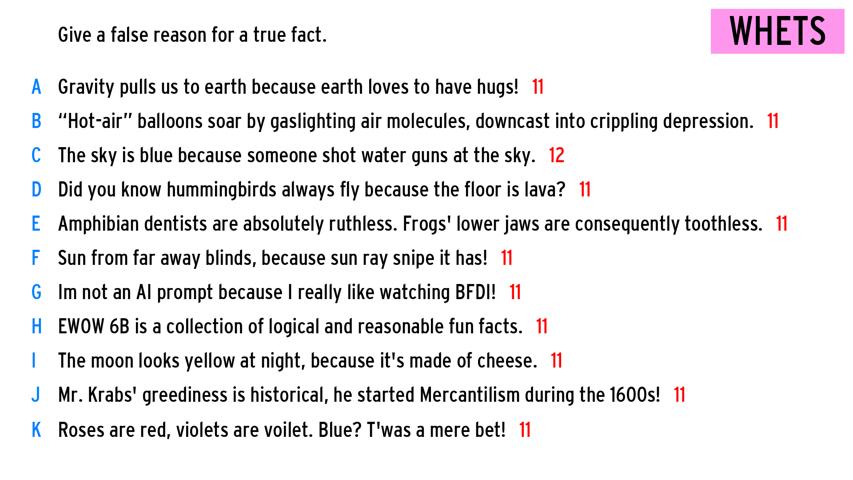 Give a false reason for a true fact.
WHETS
A Gravity pulls us to earth because earth loves to have hugs! 11
B “Hot-air” balloons soar by gaslighting air molecules, downcast into crippling depression. 11
C The sky is blue because someone shot water guns at the sky. 12
D Did you know hummingbirds always fly because the floor is lava? 11
E Amphibian dentists are absolutely ruthless. Frogs' lower jaws are consequently toothless. 11
F Sun from far away blinds, because sun ray snipe it has! 11
G Im not an AI prompt because I really like watching BFDI! 11
H EWOW 6B is a collection of logical and reasonable fun facts. 11
I The moon looks yellow at night, because it's made of cheese. 11
J Mr. Krabs' greediness is historical, he started Mercantilism during the 1600s! 11
K Roses are red, violets are voilet. Blue? T'was a mere bet! 11